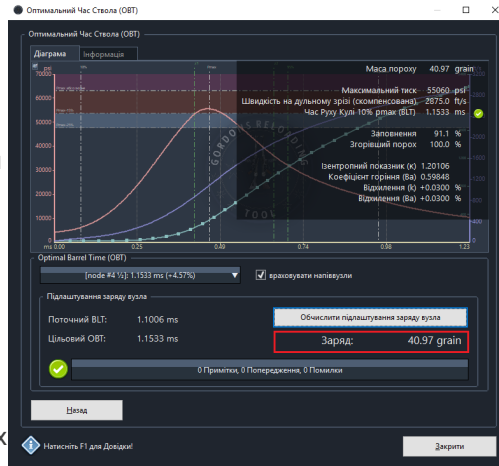 Оптимальний Час Ствола (OBT)
Оптимальний Час Ствола (OBT)
Діаграма
Інформація
psi
Маса пороху 40.97 grain
Максимальний тиск 55060 psi
Швидкість на дульному зрізі (скомпенсована) 2875.0 ft/s
Час Руху Кулі 10% pmax (BLT) 1.1533 ms
Заповнення 91.1 %
Згорівший порох 100.0 %
Ізентропний показник (k) 1.20106
Коефіцієнт горіння (Ba) 0.59848
Відхилення (k) +0.0300 %
Відхилення (Ba) +0.0300 %
70000
60000
50000
40000
30000
20000
10000
0
GORDONS RELOADING
TOOL
ms 0.00 0.25 0.49 0.74 0.98 1.23
Optimal Barrel Time (OBT)
[node #4 ½]: 1.1533 ms (+4.57%)
враховувати напіввузли
Підлаштування заряду вузла
Поточний BLT: 1.1006 ms
Обчислити підлаштування заряду вузла
Цільовий OBT: 1.1533 ms
Заряд: 40.97 grain
0 Примітки, 0 Попередження, 0 Помилки
Назад
Натисніть F1 для Довідки!
Закрити